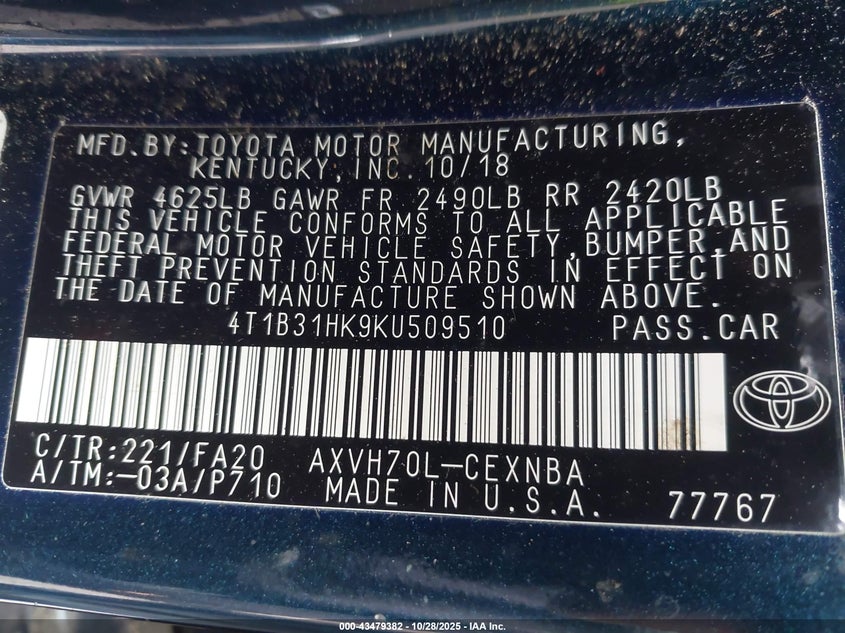 MFD.BY:TOYOTA MOTOR MANUFACTURING,
KENTUCKY,INC.10/18
GVWR 4625LB GAWR FR 2490LB RR 2420LB
THIS VEHICLE CONFORMS TO ALL APPLICABLE
FEDERAL MOTOR VEHICLE SAFETY,BUMPER,AND
THEFT PREVENTION STANDARDS IN EFFECT ON
THE DATE OF MANUFACTURE SHOWN ABOVE.
4T1B31HK9KU509510 PASS.CAR
C/TR:221/FA20 AXVH70L-CEXNBA
A/TM:-03A/P710 MADE IN U.S.A. 77767
000-43479382 | 10/28/2025 - IAA Inc.